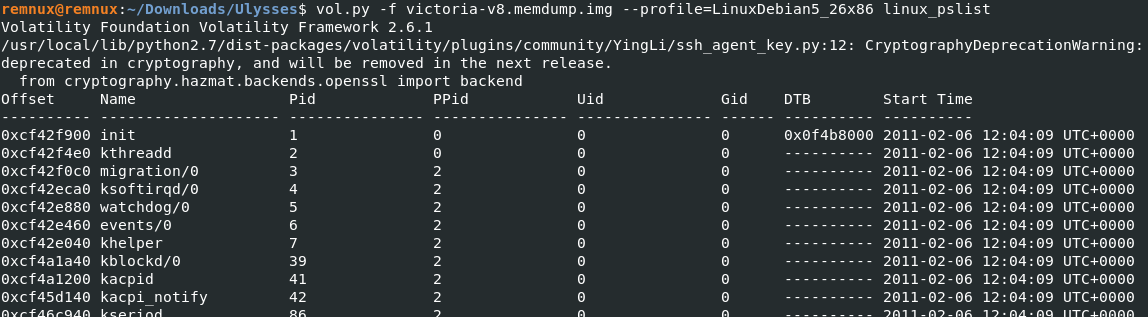 remnux@remnux:~/Downloads/Ulysses$ vol.py -f victoria-v8.memdump.img --profile=LinuxDebian5_26x86 linux_pslist
Volatility Foundation Volatility Framework 2.6.1
/usr/local/lib/python2.7/dist-packages/volatility/plugins/community/YingLi/ssh_agent_key.py:12: CryptographyDeprecationWarning:
deprecated in cryptography, and will be removed in the next release.
  from cryptography.hazmat.backends.openssl import backend
Offset     Name                 Pid             PPid            Uid             Gid    DTB        Start Time
---------- -------------------- --------------- --------------- --------------- ------ ---------- ----------
0xcf42f900 init                 1               0               0               0      0x0f4b8000 2011-02-06 12:04:09 UTC+0000
0xcf42f4e0 kthreadd             2               0               0               0      ---------- 2011-02-06 12:04:09 UTC+0000
0xcf42f0c0 migration/0          3               2               0               0      ---------- 2011-02-06 12:04:09 UTC+0000
0xcf42eca0 ksoftirqd/0          4               2               0               0      ---------- 2011-02-06 12:04:09 UTC+0000
0xcf42e880 watchdog/0           5               2               0               0      ---------- 2011-02-06 12:04:09 UTC+0000
0xcf42e460 events/0             6               2               0               0      ---------- 2011-02-06 12:04:09 UTC+0000
0xcf42e040 khelper              7               2               0               0      ---------- 2011-02-06 12:04:09 UTC+0000
0xcf4a1a40 kblockd/0            39              2               0               0      ---------- 2011-02-06 12:04:09 UTC+0000
0xcf4a1200 kacpid               41              2               0               0      ---------- 2011-02-06 12:04:09 UTC+0000
0xcf45d140 kacpi_notify         42              2               0               0      ---------- 2011-02-06 12:04:09 UTC+0000
0xcf46c940 kseriod              86              2               0               0      ---------- 2011-02-06 12:04:09 UTC+0000